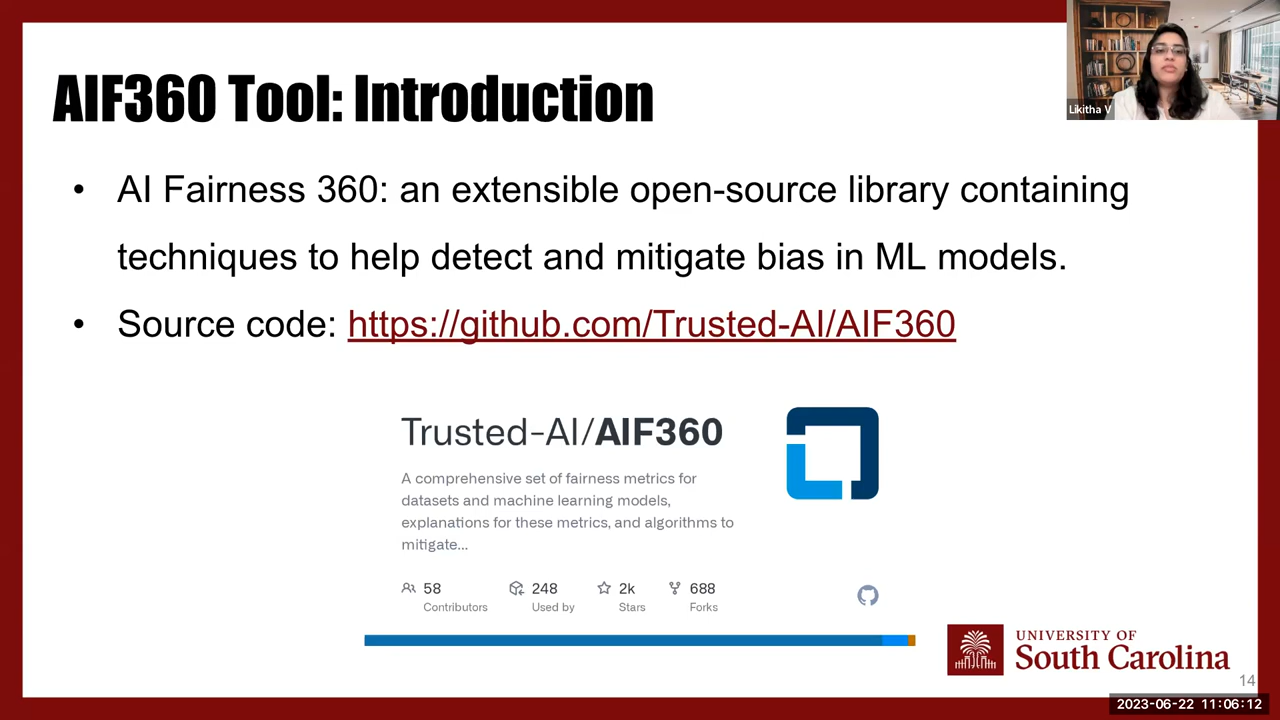 AIF360 Tool: Introduction
Likitha V
• AI Fairness 360: an extensible open-source library containing
techniques to help detect and mitigate bias in ML models.
• Source code: https://github.com/Trusted-AI/AIF360
Trusted-AI/AIF360
A comprehensive set of fairness metrics for
datasets and machine learning models,
explanations for these metrics, and algorithms to
mitigate...
58 248 2k 688
Contributors Used by Stars Forks
UNIVERSITY OF
South Carolina
14
2023-06-22 11:06:12